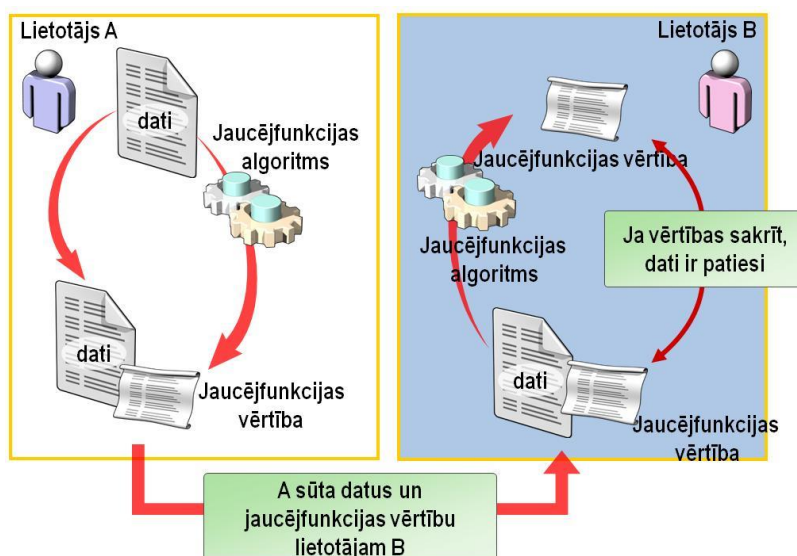 Lietotājs A
dati
Jaucējfunkcijas
algoritms
dati
Jaucējfunkcijas
vērtība
Lietotājs B
Jaucējfunkcijas vērtība
Jaucējfunkcijas
algoritms
Ja vērtības sakrīt,
dati ir patiesi
dati
Jaucējfunkcijas
vērtība
A sūta datus un
jaucējfunkcijas vērtību
lietotājam B